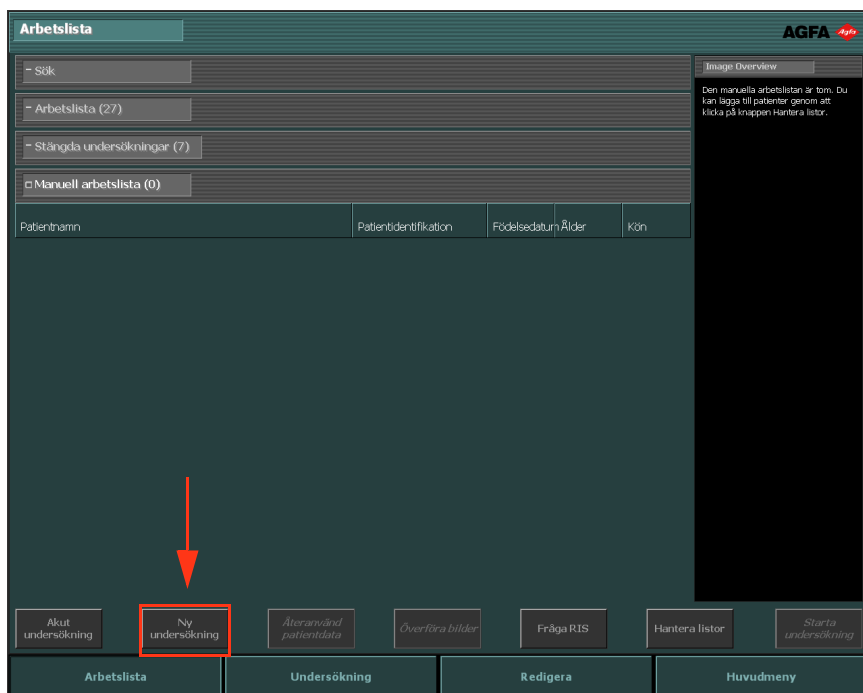 Arbetslista
AGFA Agfa
- Sök
- Arbetslista (27)
- Stängda undersökningar (7)
Manuell arbetslista (0)
Patientnamn Patientidentifikation Födelsedatum Ålder Kön
Image Overview
Den manuella arbetslistan är tom. Du
kan lägga till patienter genom att
klicka på knappen Hantera listor.
Akut
undersökning
Ny
undersökning
Återanvänd
patientdata
Överföra bilder
Fråga RIS
Hantera listor
Starta
undersökning
Arbetslista Undersökning Redigera Huvudmeny